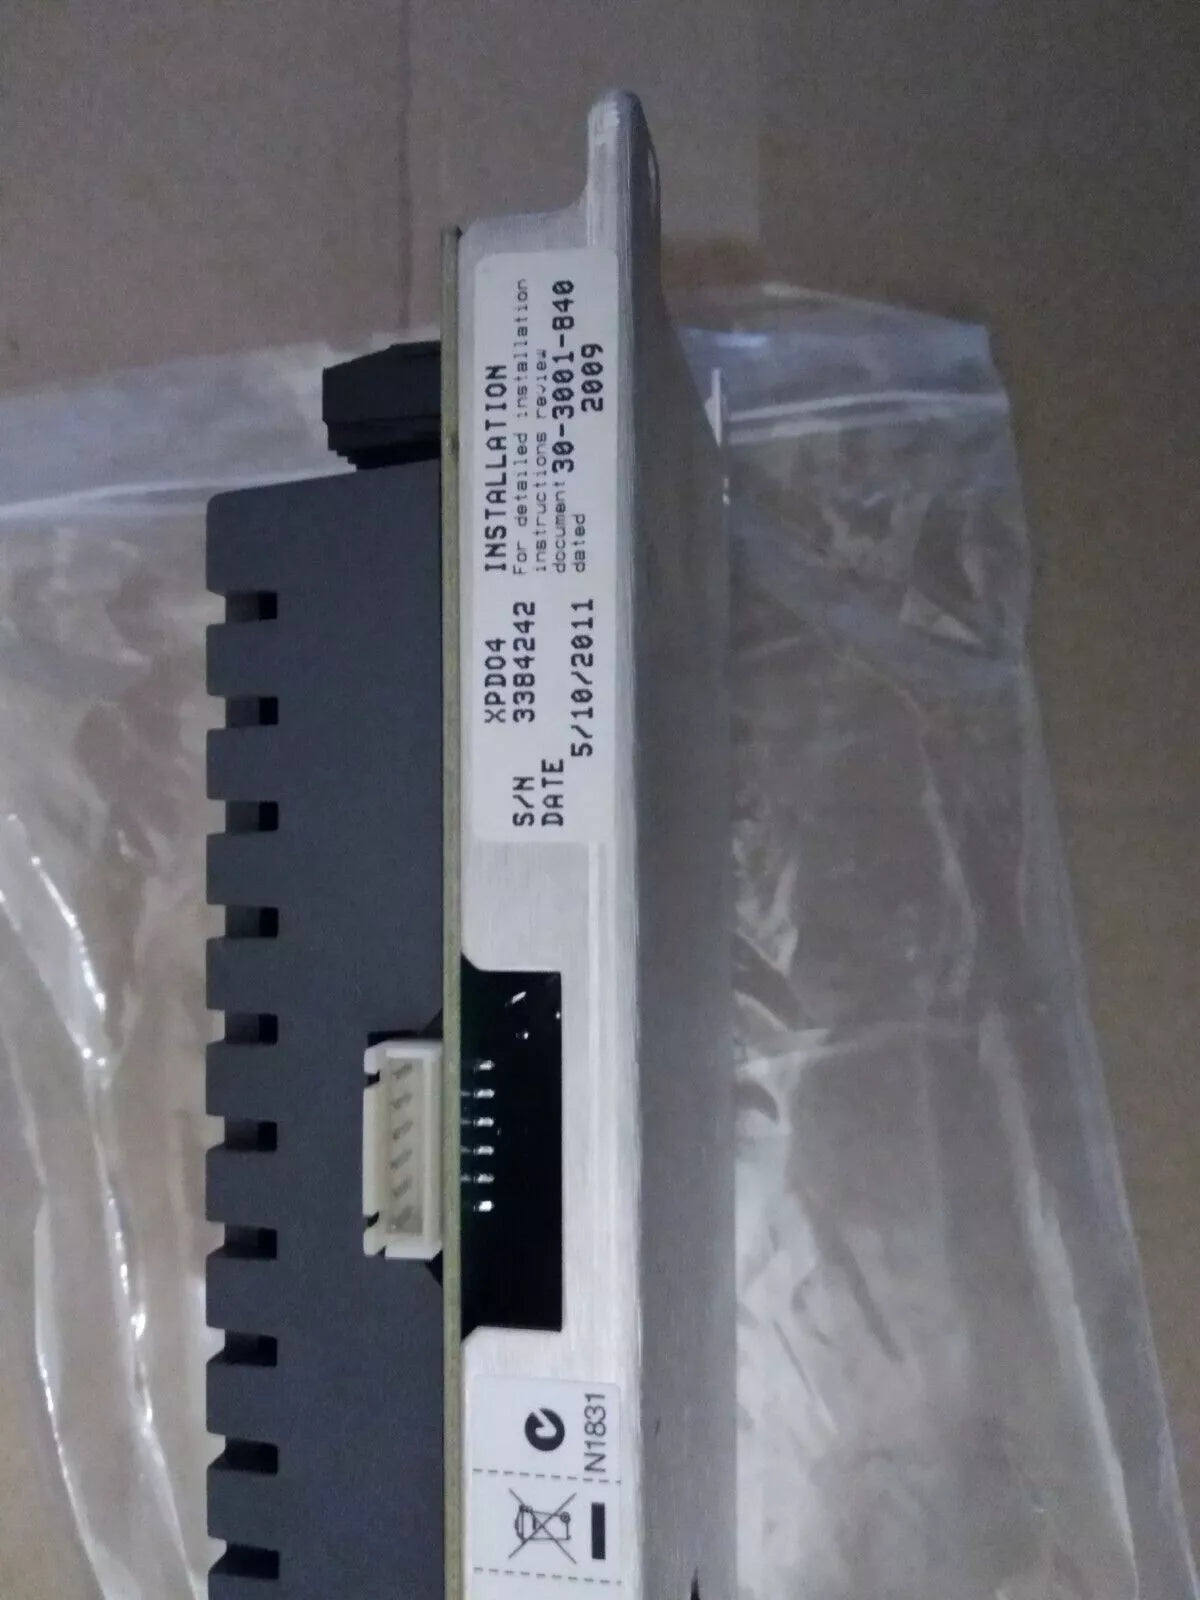 XPD04
S/N 3384242
DATE
5/10/2011
INSTALLATION
For detailed installation
instructions review
document 30-3001-840
dated 2009
N1831